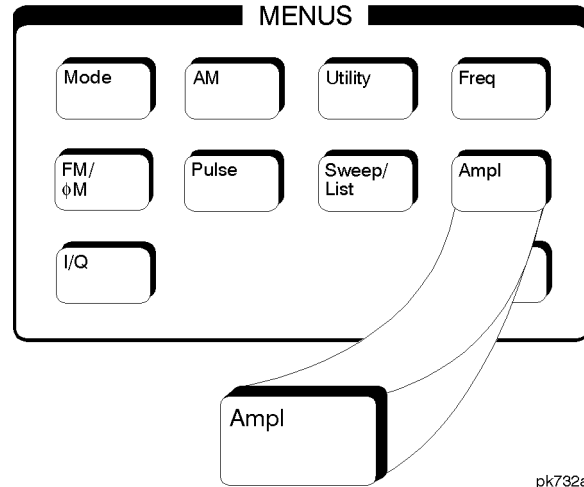 MENUS
Mode
AM
Utility
Freq
FM/
ΦM
Pulse
Sweep/
List
Ampl
I/Q
Ampl
pk732a